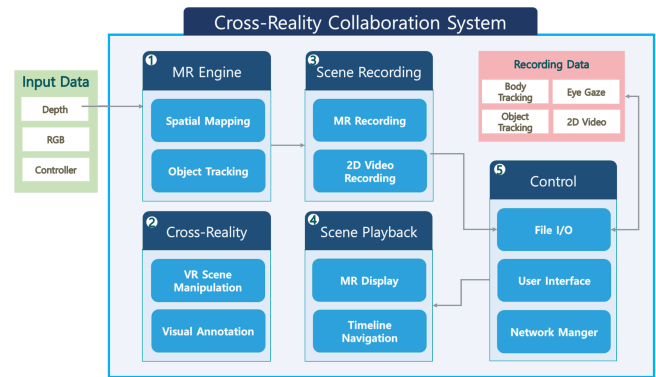 Cross-Reality Collaboration System
Input Data
Depth
RGB
Controller
1
MR Engine
Spatial Mapping
Object Tracking
2
Cross-Reality
VR Scene
Manipulation
Visual Annotation
3
Scene Recording
MR Recording
2D Video
Recording
4
Scene Playback
MR Display
Timeline
Navigation
Recording Data
Body
Tracking
Eye Gaze
Object
Tracking
2D Video
5
Control
File I/O
User Interface
Network Manger